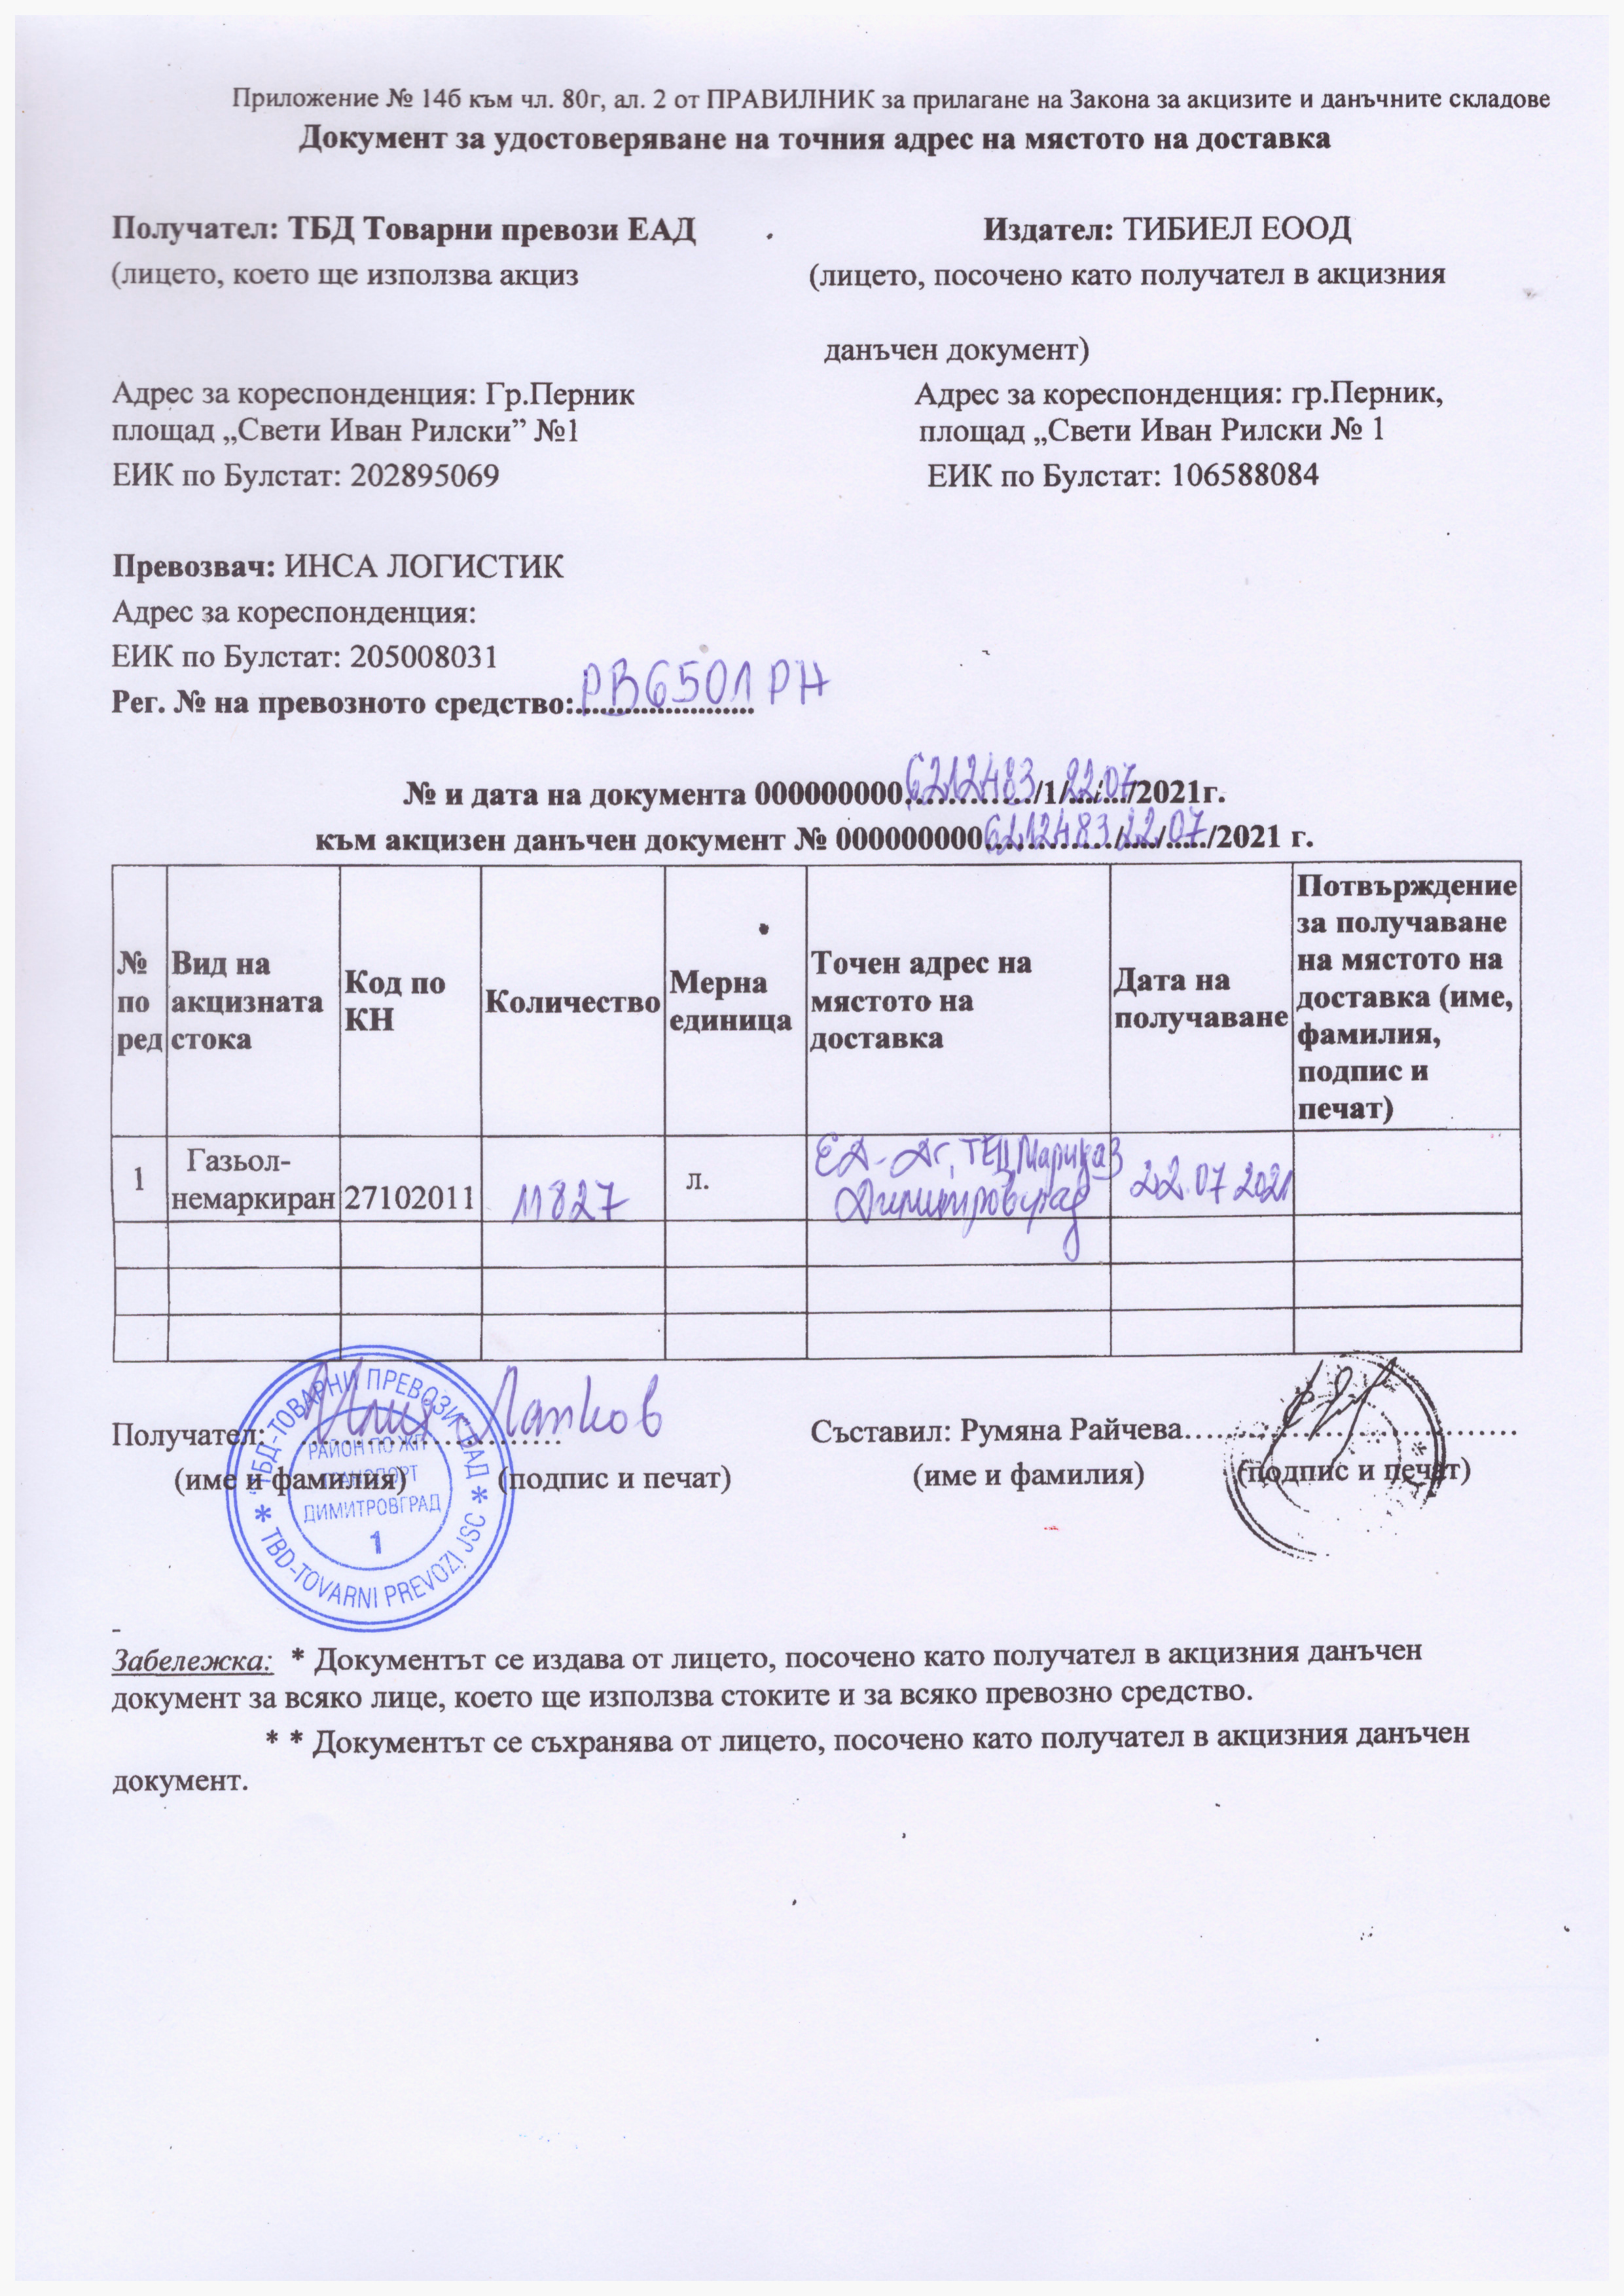 Приложение № 14б към чл. 80г, ал. 2 от ПРАВИЛНИК за прилагане на Закона за акцизите и данъчните складове
Документ за удостоверяване на точния адрес на мястото на доставка
Получател: ТБД Товарни превози ЕАД Издател: ТИБИЕЛ ЕООД
(лицето, което ще използва акциз (лицето, посочено като получател в акцизния
данъчен документ)
Адрес за кореспонденция: Гр.Перник Адрес за кореспонденция: гр.Перник,
площад „Свети Иван Рилски” №1 площад „Свети Иван Рилски № 1
ЕИК по Булстат: 202895069 ЕИК по Булстат: 106588084
Превозвач: ИНСА ЛОГИСТИК
Адрес за кореспонденция:
ЕИК по Булстат: 205008031
Рег. № на превозното средство: РВ6501РН
№ и дата на документа 000000000 6212483/1/22.07/2021г.
към акцизен данъчен документ № 000000000 6212483/22/07/2021 г.
№ по ред
Вид на акцизната стока
Код по КН
Количество
Мерна единица
Точен адрес на мястото на доставка
Дата на получаване
Потвърждение за получаване на мястото на доставка (име, фамилия, подпис и печат)
1
Газьол-немаркиран
27102011
11827
л.
ТЕЦ Марица 3
Димитровград
22.07 2021
Получател: Илия Лапков Съставил: Румяна Райчева
(име и фамилия) (подпис и печат) (име и фамилия) (подпис и печат)
ТБД-ТОВАРНИ ПРЕВОЗИ ЕАД
РАЙОН ПО ЖП
ТРАНСПОРТ
ДИМИТРОВГРАД
1
TBD-TOVARNI PREVOZI JSC
Забележка: * Документът се издава от лицето, посочено като получател в акцизния данъчен
документ за всяко лице, което ще използва стоките и за всяко превозно средство.
* * Документът се съхранява от лицето, посочено като получател в акцизния данъчен
документ.